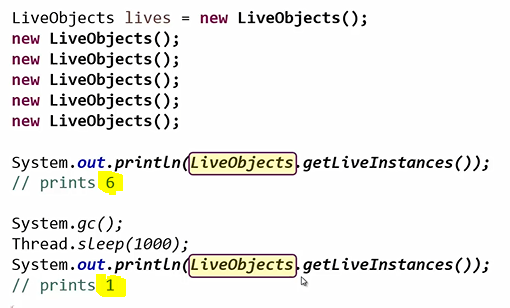 LiveObjects lives = new LiveObjects();
new LiveObjects();
new LiveObjects();
new LiveObjects();
new LiveObjects();
new LiveObjects();
System.out.println(LiveObjects.getLiveInstances());
// prints 6
System.gc();
Thread.sleep(1000);
System.out.println(LiveObjects.getLiveInstances());
// prints 1